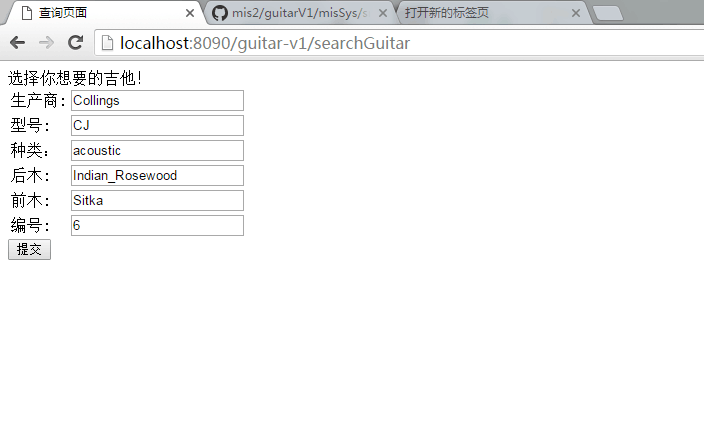 查询页面
mis2/guitarV1/misSys/s
打开新的标签页
localhost:8090/guitar-v1/searchGuitar
选择你想要的吉他!
生产商: Collings
型号: CJ
种类: acoustic
后木: Indian_Rosewood
前木: Sitka
编号: 6
提交